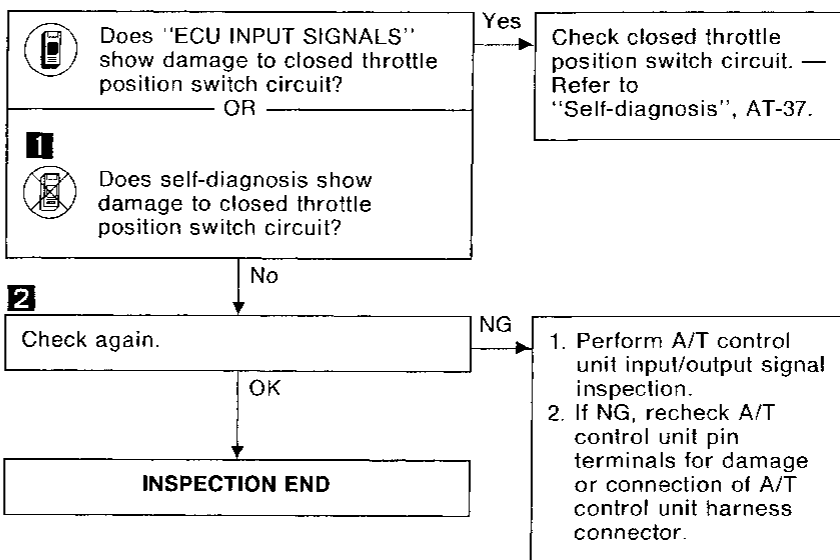 Does "ECU INPUT SIGNALS"
show damage to closed throttle
position switch circuit?
OR
1
Does self-diagnosis show
damage to closed throttle
position switch circuit?
Yes
Check closed throttle
position switch circuit. —
Refer to
"Self-diagnosis", AT-37.
No
2
Check again.
NG
1. Perform A/T control
unit input/output signal
inspection.
2. If NG, recheck A/T
control unit pin
terminals for damage
or connection of A/T
control unit harness
connector.
OK
INSPECTION END